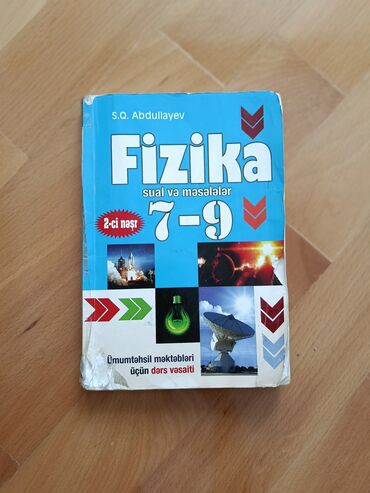 S.Q. Abdullayev
Fizika
sual və məsələlər
7-9
2-ci nəşr
Ümumtəhsil məktəbləri
üçün dərs vəsaiti